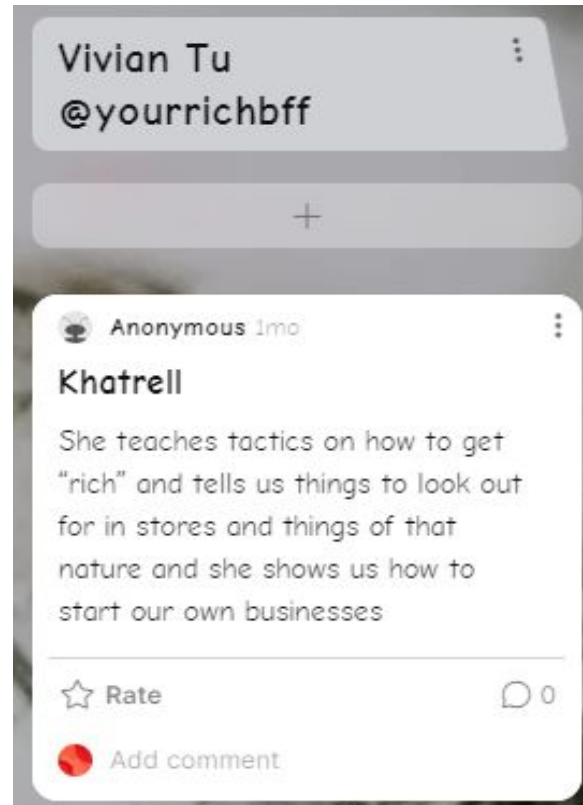 Vivian Tu
@yourrichbff
+
Anonymous 1mo
Khatrell
She teaches tactics on how to get
“rich” and tells us things to look out
for in stores and things of that
nature and she shows us how to
start our own businesses
Rate 0
Add comment